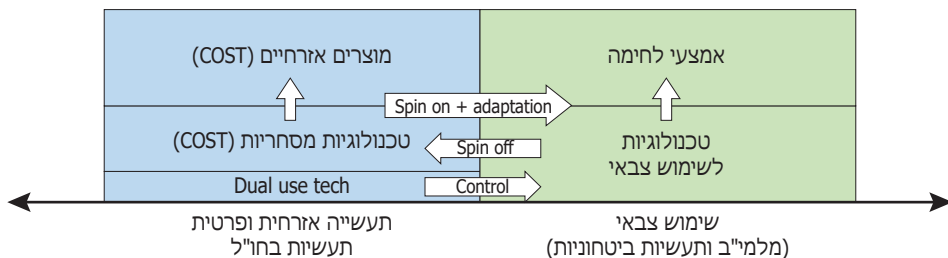 אמצעי לחימה
מוצרים אזרחיים (COST)
Spin on + adaptation
טכנולוגיות
לשימוש צבאי
Spin off
טכנולוגיות מסחריות (COST)
Control
Dual use tech
שימוש צבאי
(מלמ"ב ותעשיות ביטחוניות)
תעשייה אזרחית ופרטית
תעשיות בחו"ל